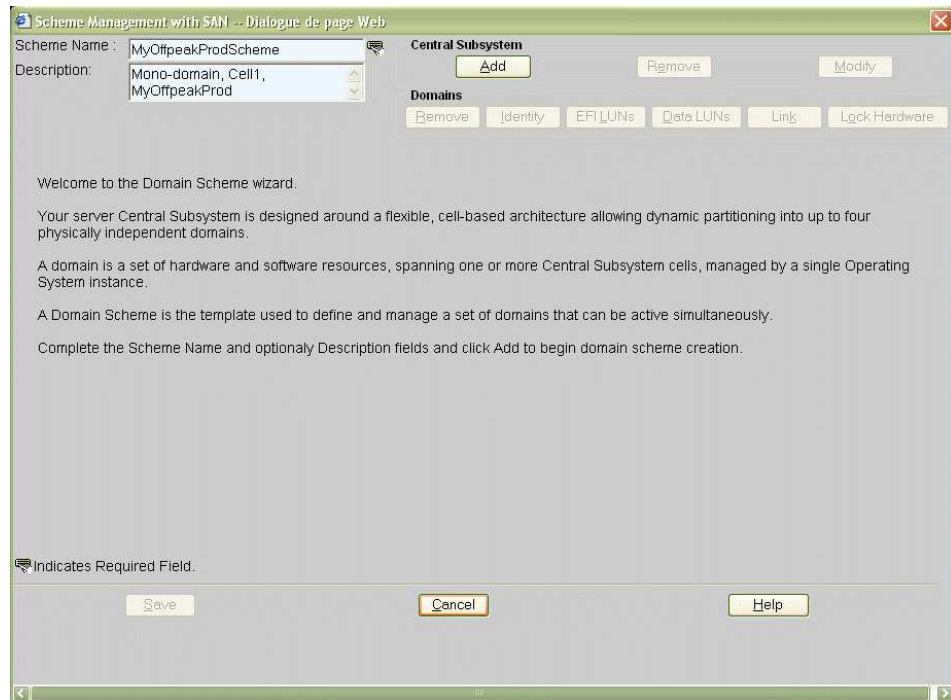 Scheme Management with SAN -- Dialogue de page Web
Scheme Name :
MyOffpeakProdScheme
Description:
Mono-domain, Cell1,
MyOffpeakProd
Central Subsystem
Add
Remove
Modify
Domains
Remove
Identity
EFI LUNs
Data LUNs
Link
Lock Hardware
Welcome to the Domain Scheme wizard.
Your server Central Subsystem is designed around a flexible, cell-based architecture allowing dynamic partitioning into up to four
physically independent domains.
A domain is a set of hardware and software resources, spanning one or more Central Subsystem cells, managed by a single Operating
System instance.
A Domain Scheme is the template used to define and manage a set of domains that can be active simultaneously.
Complete the Scheme Name and optionaly Description fields and click Add to begin domain scheme creation.
Indicates Required Field.
Save
Cancel
Help